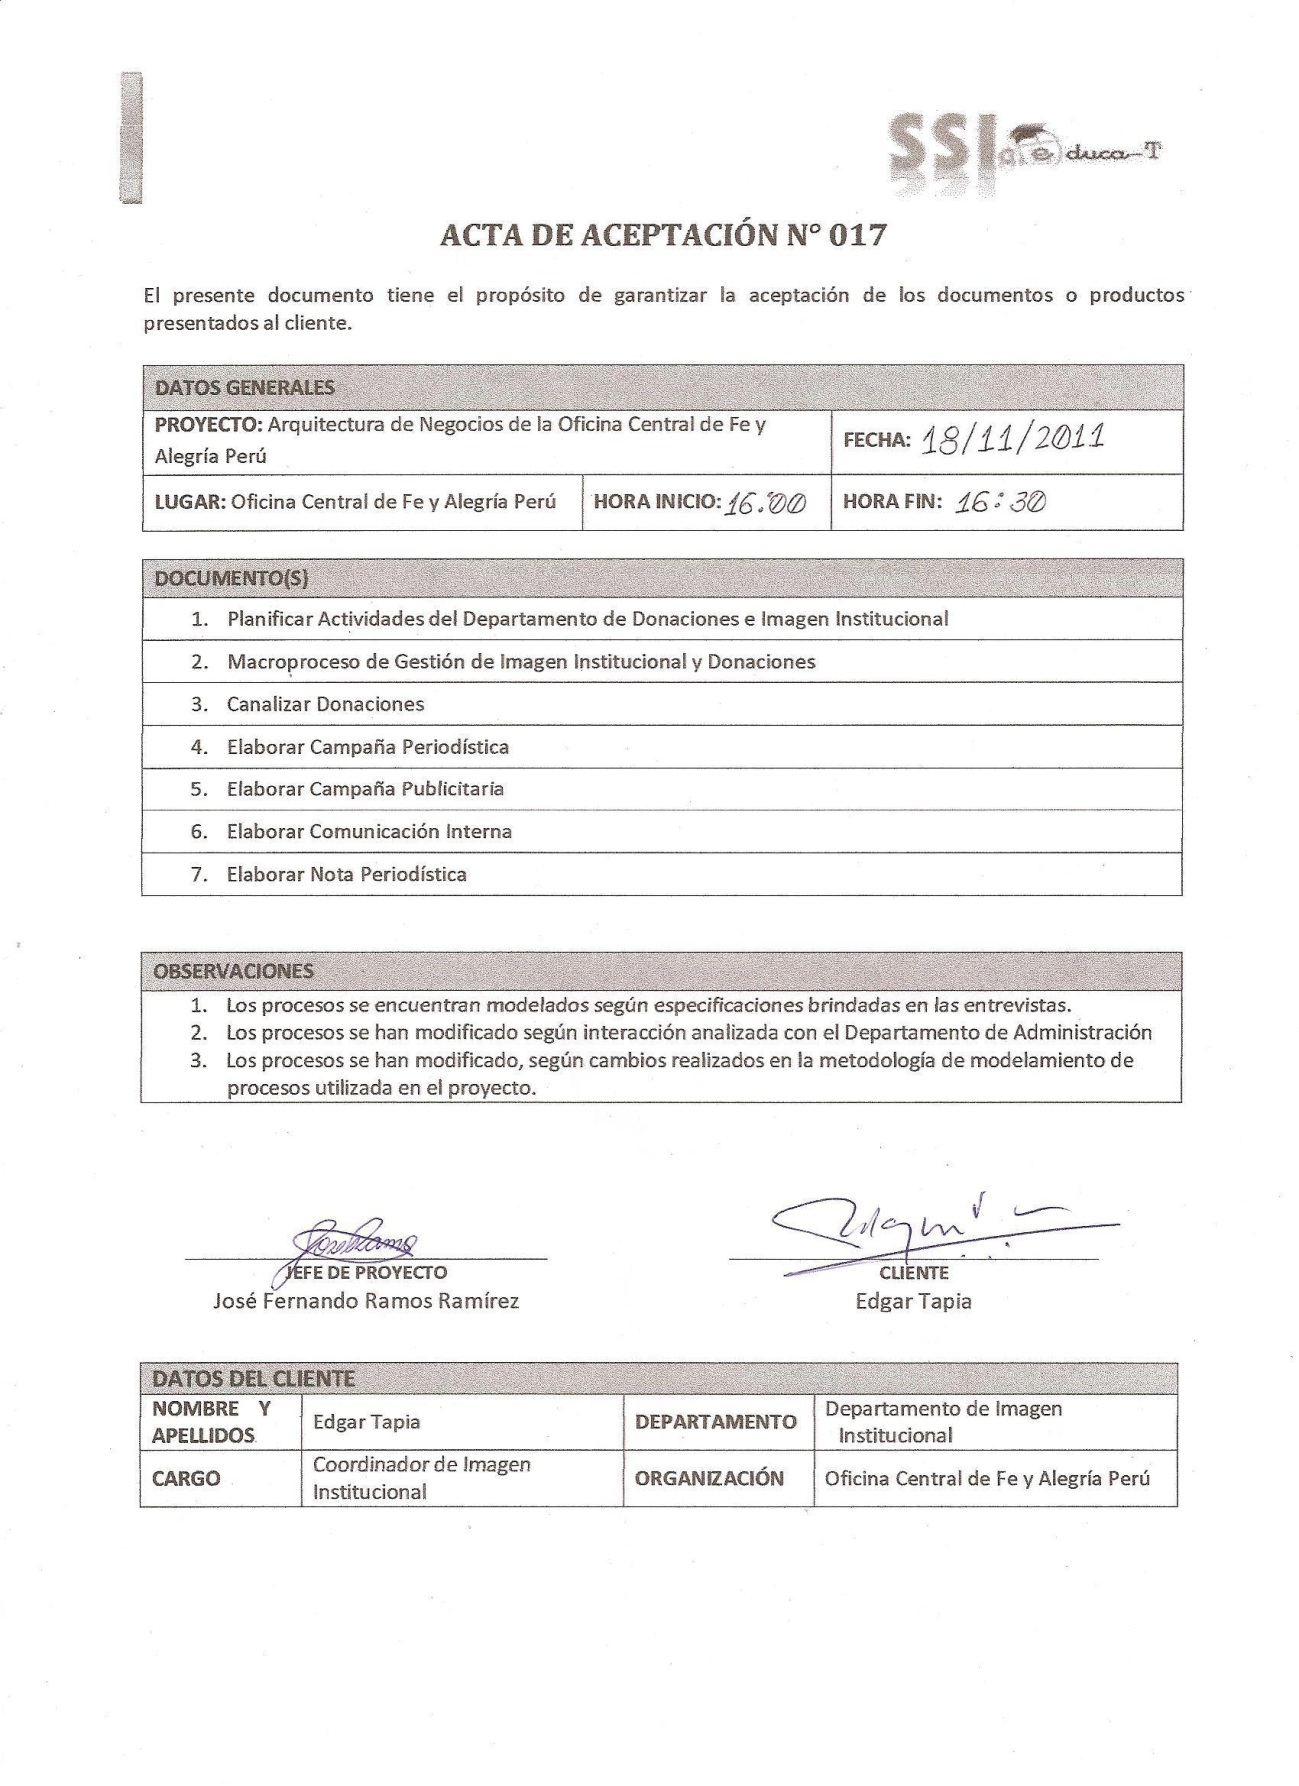 SSI educa-T
ACTA DE ACEPTACIÓN N° 017
El presente documento tiene el propósito de garantizar la aceptación de los documentos o productos
presentados al cliente.
DATOS GENERALES
PROYECTO: Arquitectura de Negocios de la Oficina Central de Fe y
Alegría Perú
FECHA: 18/11/2011
LUGAR: Oficina Central de Fe y Alegría Perú
HORA INICIO: 16:00
HORA FIN: 16:30
DOCUMENTO(S)
1. Planificar Actividades del Departamento de Donaciones e Imagen Institucional
2. Macroproceso de Gestión de Imagen Institucional y Donaciones
3. Canalizar Donaciones
4. Elaborar Campaña Periodística
5. Elaborar Campaña Publicitaria
6. Elaborar Comunicación Interna
7. Elaborar Nota Periodística
OBSERVACIONES
1. Los procesos se encuentran modelados según especificaciones brindadas en las entrevistas.
2. Los procesos se han modificado según interacción analizada con el Departamento de Administración
3. Los procesos se han modificado, según cambios realizados en la metodología de modelamiento de
procesos utilizada en el proyecto.
JEFE DE PROYECTO
José Fernando Ramos Ramírez
CLIENTE
Edgar Tapia
DATOS DEL CLIENTE
NOMBRE Y
APELLIDOS
Edgar Tapia
DEPARTAMENTO
Departamento de Imagen
Institucional
CARGO
Coordinador de Imagen
Institucional
ORGANIZACIÓN
Oficina Central de Fe y Alegría Perú